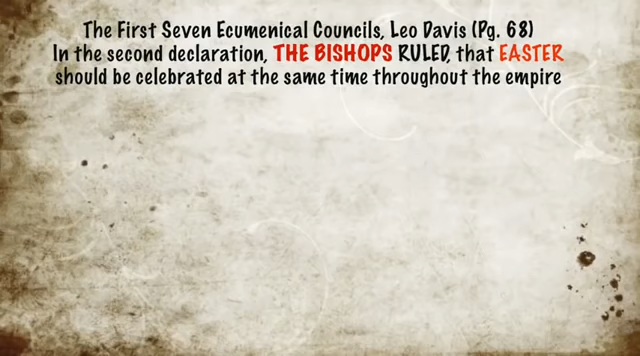 The First Seven Ecumenical Councils, Leo Davis (Pg. 68)
In the second declaration, THE BISHOPS RULED, that EASTER
should be celebrated at the same time throughout the empire